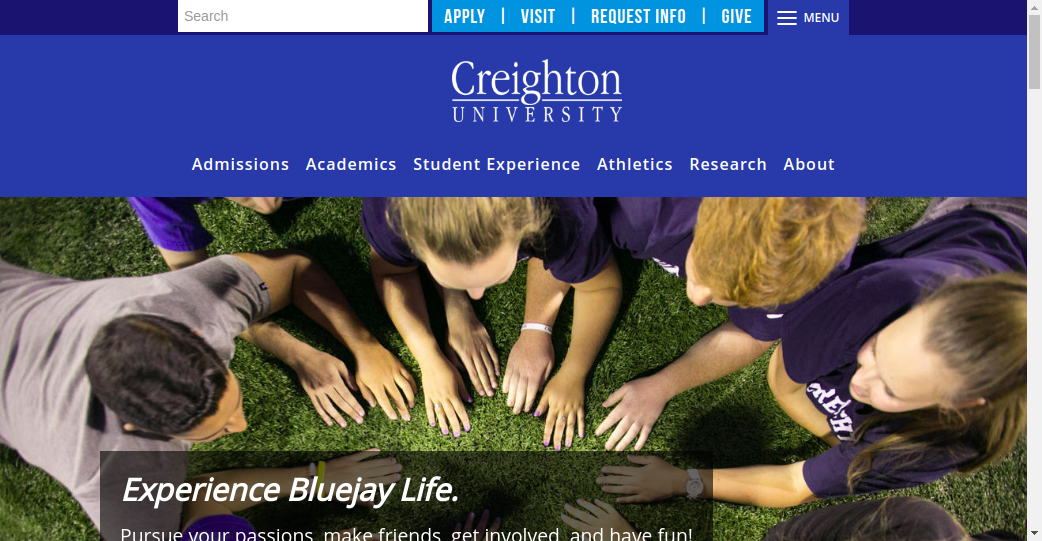 Search
APPLY | VISIT | REQUEST INFO | GIVE
MENU
Creighton
UNIVERSITY
Admissions Academics Student Experience Athletics Research About
Experience Bluejay Life.
Pursue your passions, make friends, get involved, and have fun!